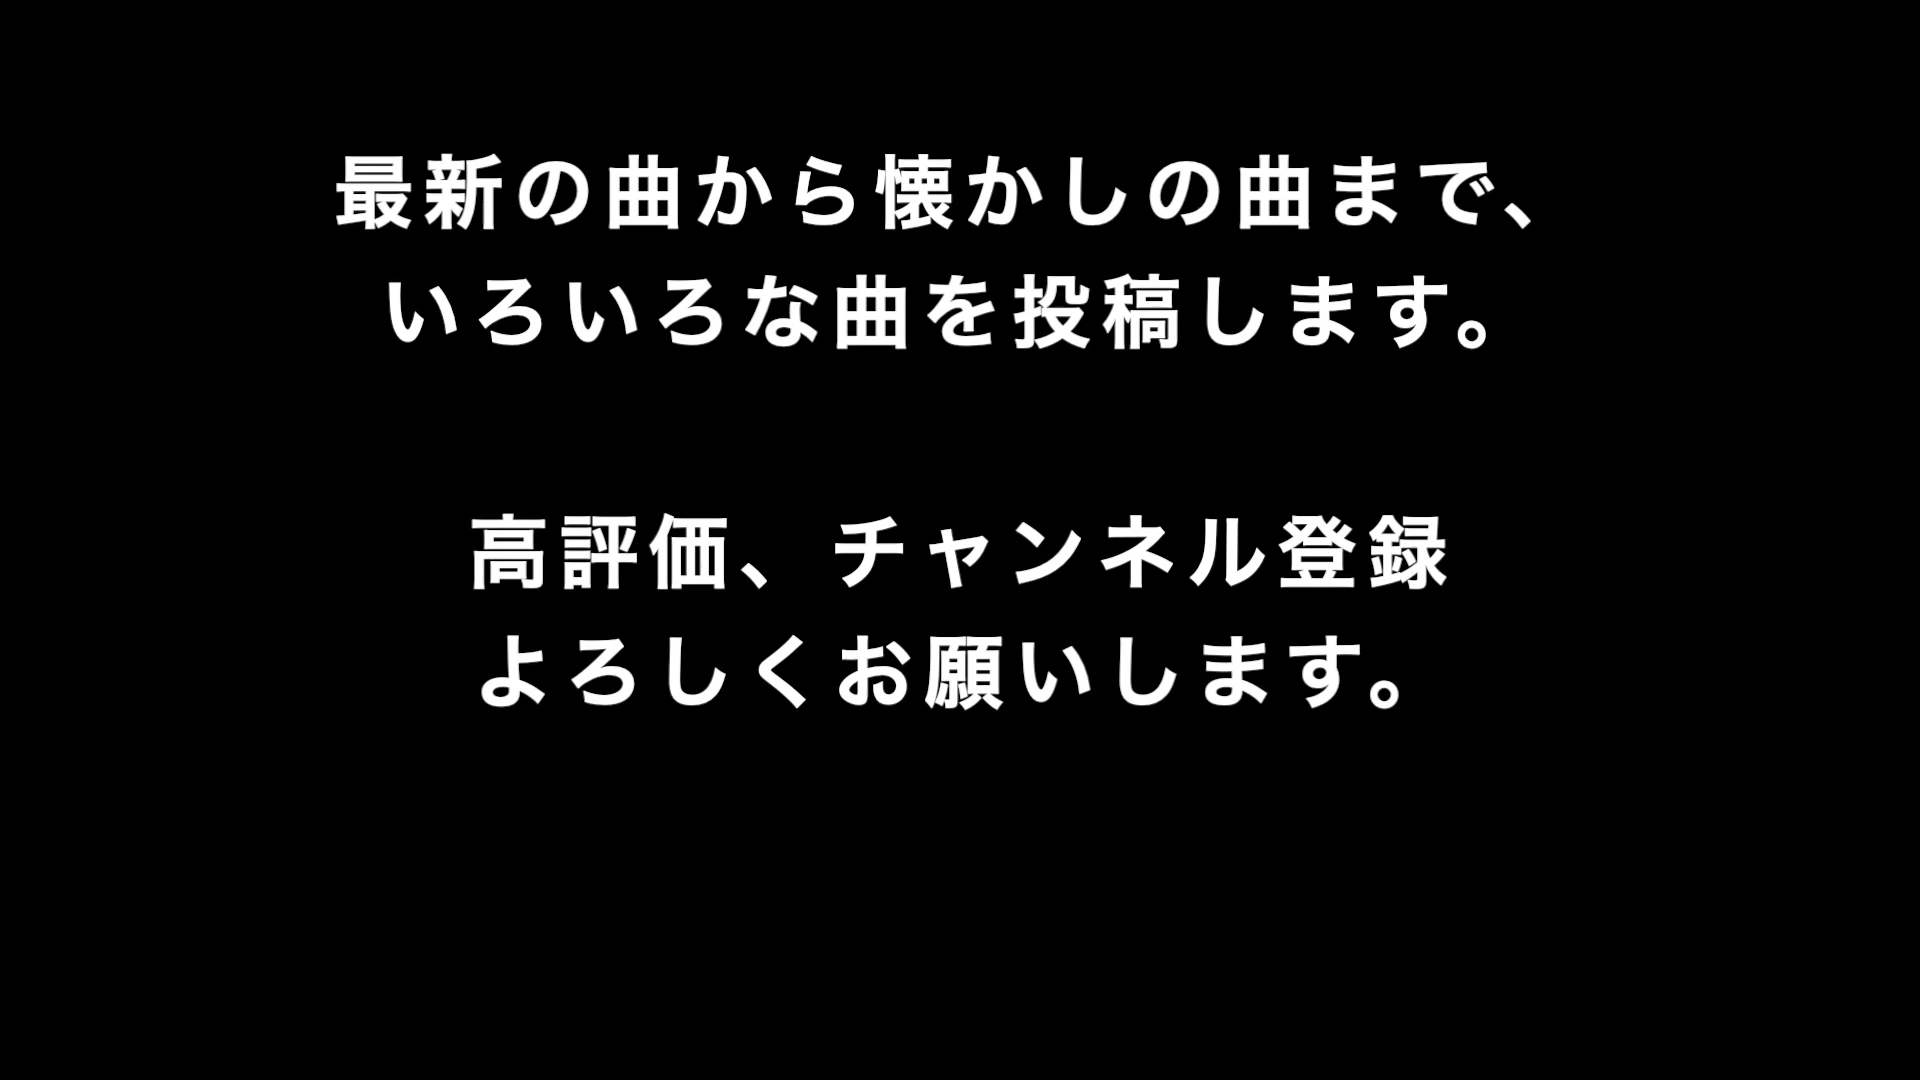 最新の曲から懐かしの曲まで、
いろいろな曲を投稿します。
高評価、チャンネル登録
よろしくお願いします。